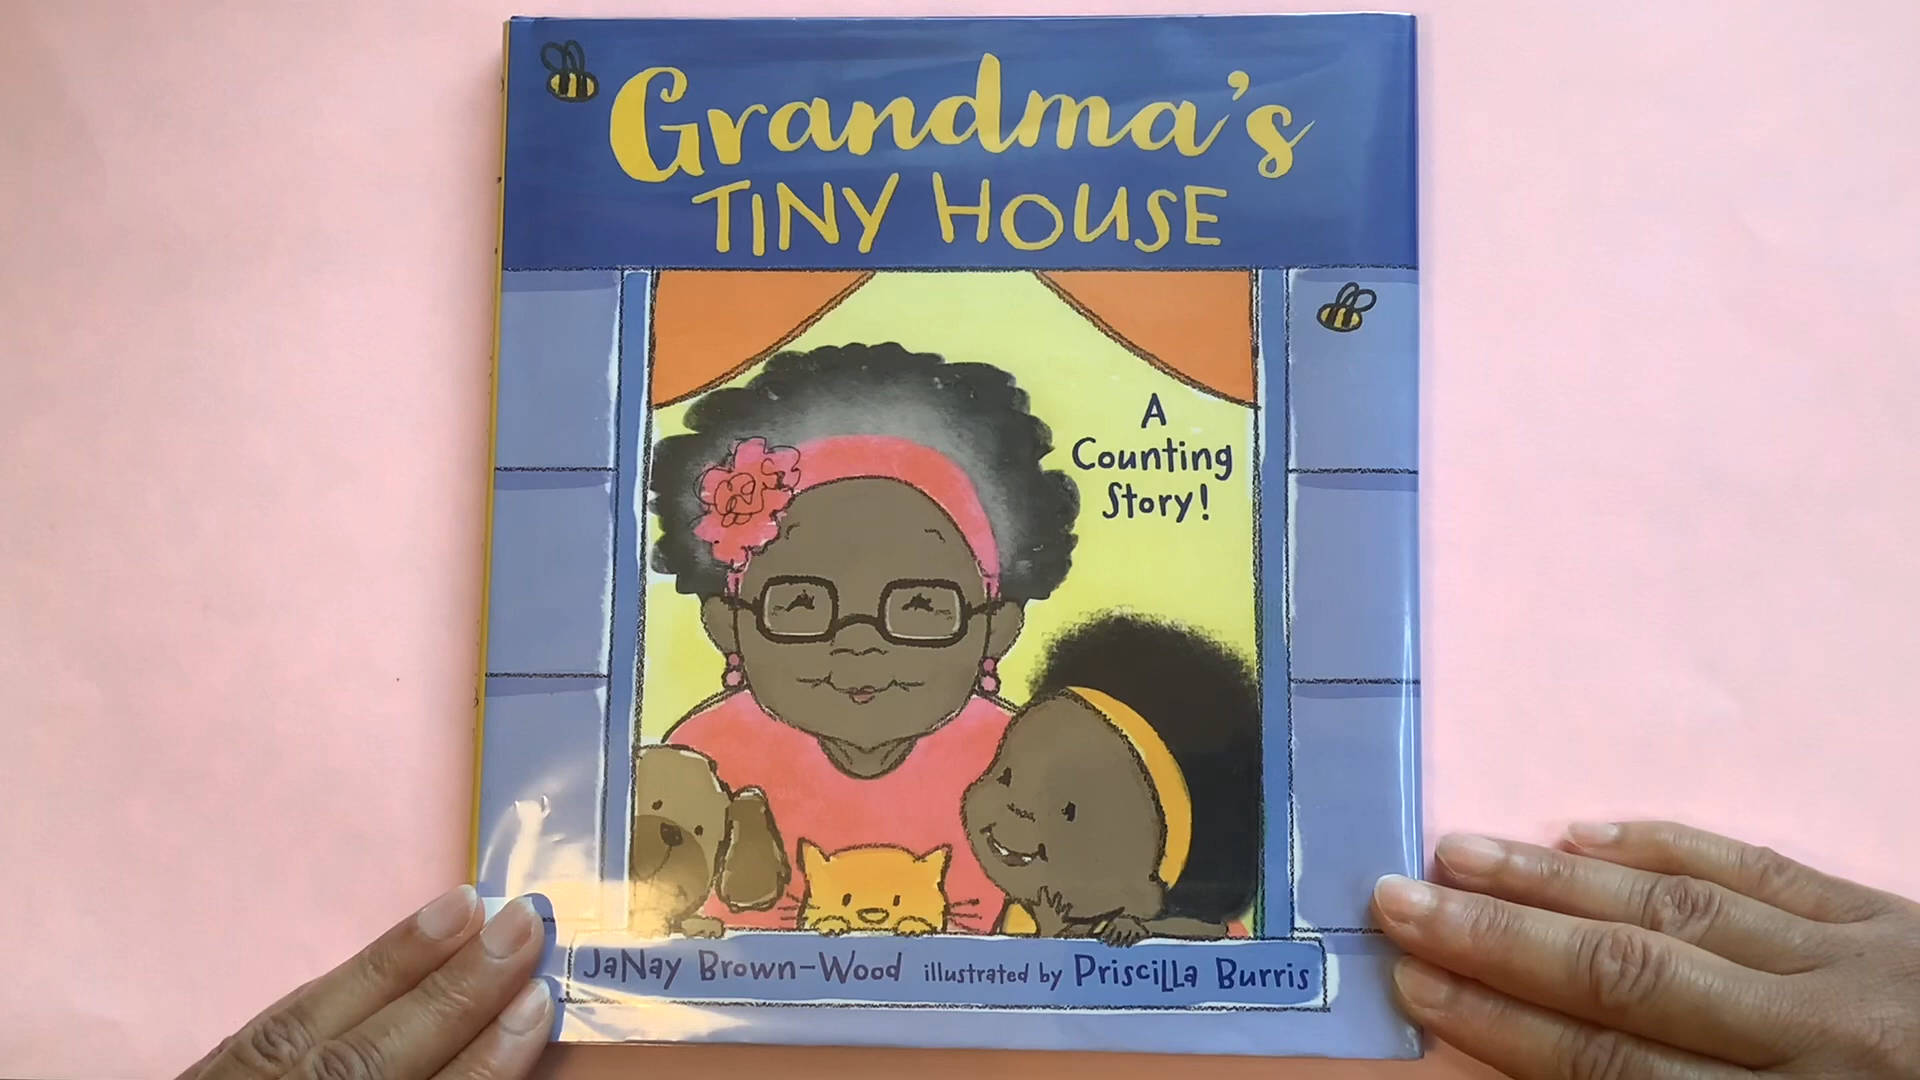 Grandma's
TINY HOUSE
A
Counting
Story!
JaNay Brown-Wood illustrated by Priscilla Burris